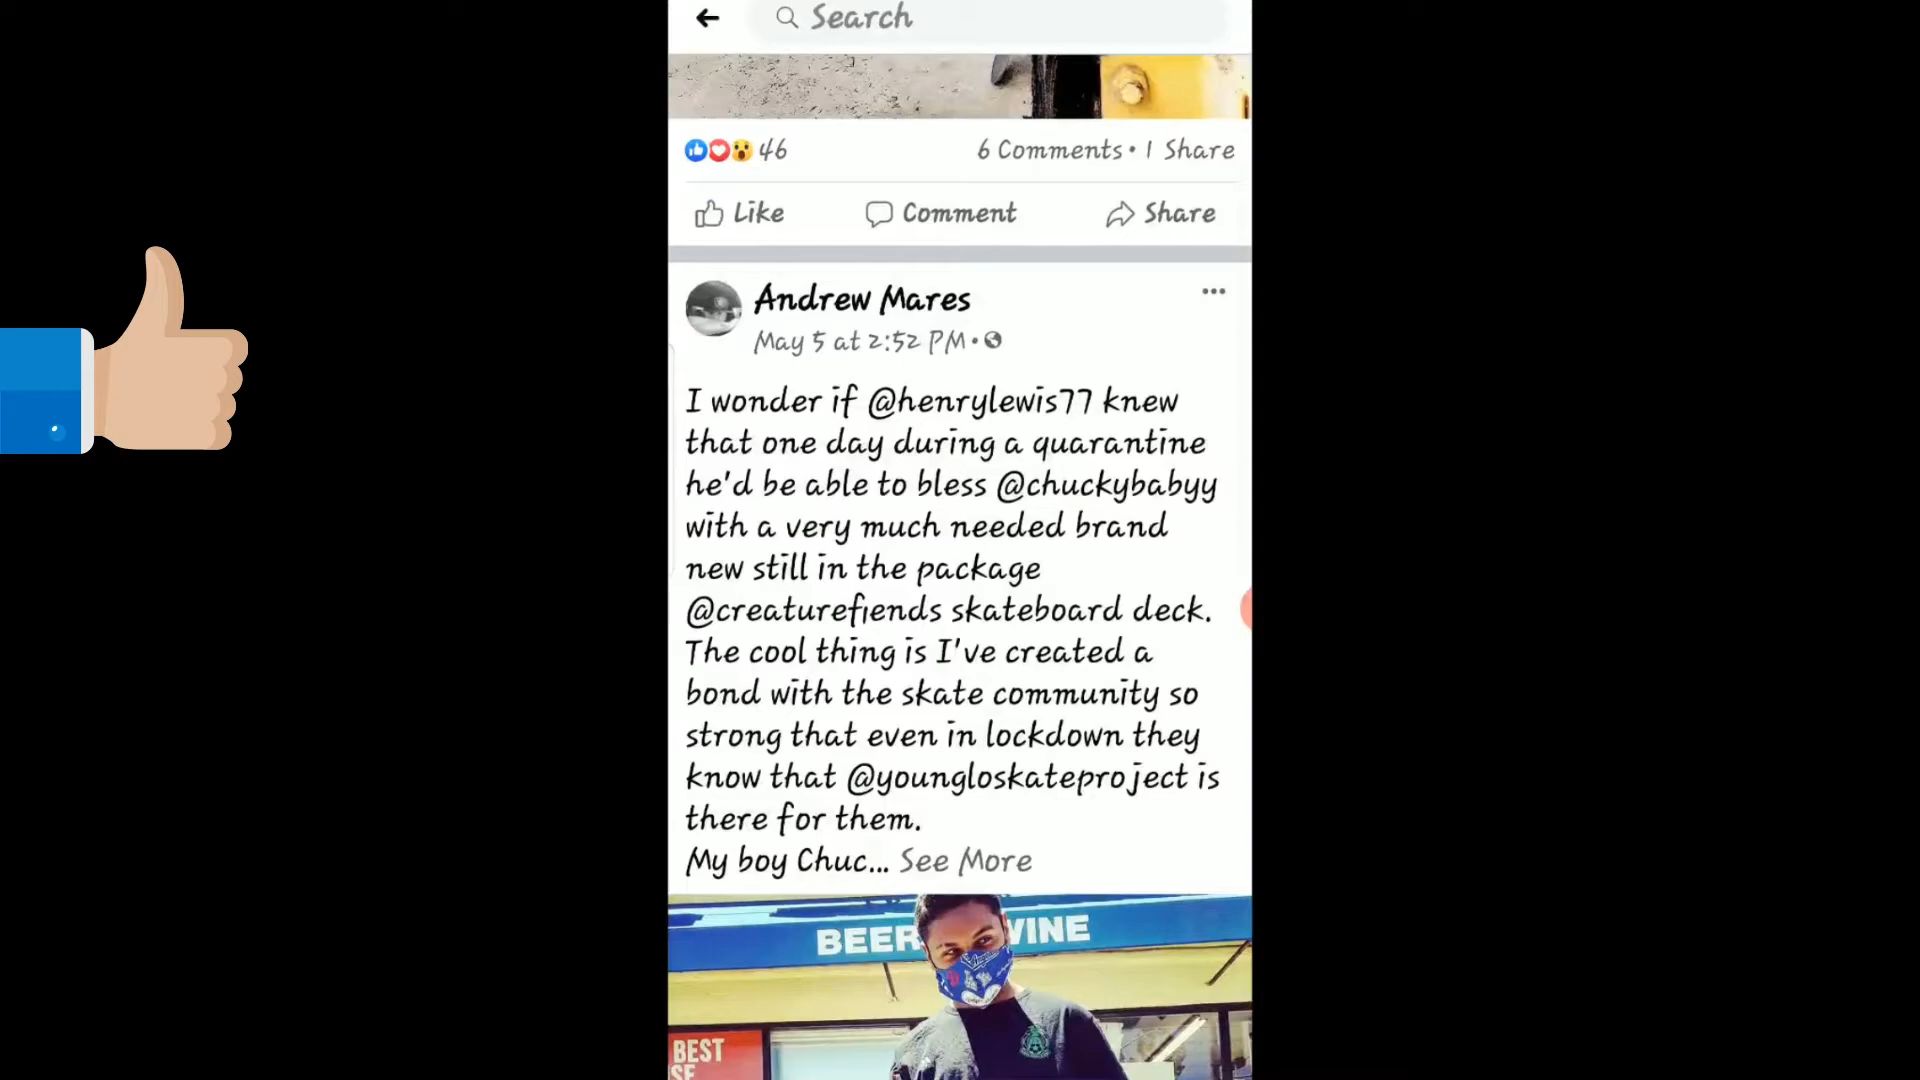 Search
46
6 Comments • 1 Share
Like
Comment
Share
Andrew Mares
May 5 at 2:52 PM •
I wonder if @henrylewis77 knew
that one day during a quarantine
he'd be able to bless @chuckybabyy
with a very much needed brand
new still in the package
@creaturefiends skateboard deck.
The cool thing is I've created a
bond with the skate community so
strong that even in lockdown they
know that @youngloskateproject is
there for them.
My boy Chuc... See More
BEER
WINE
BEST